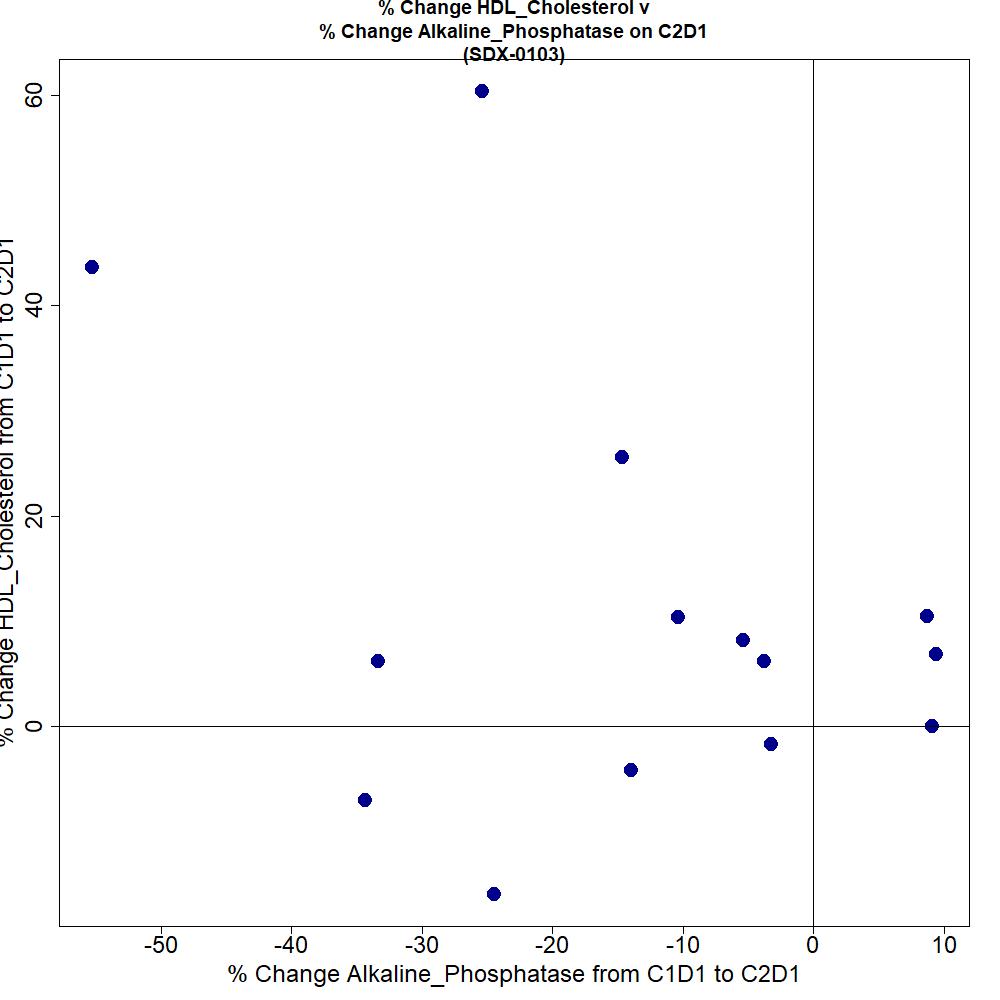 % Change HDL_Cholesterol v
% Change Alkaline_Phosphatase on C2D1
(SDX-0103)
% Change HDL_Cholesterol from C1D1 to C2D1
60
40
20
0
-50
-40
-30
-20
-10
0
10
% Change Alkaline_Phosphatase from C1D1 to C2D1